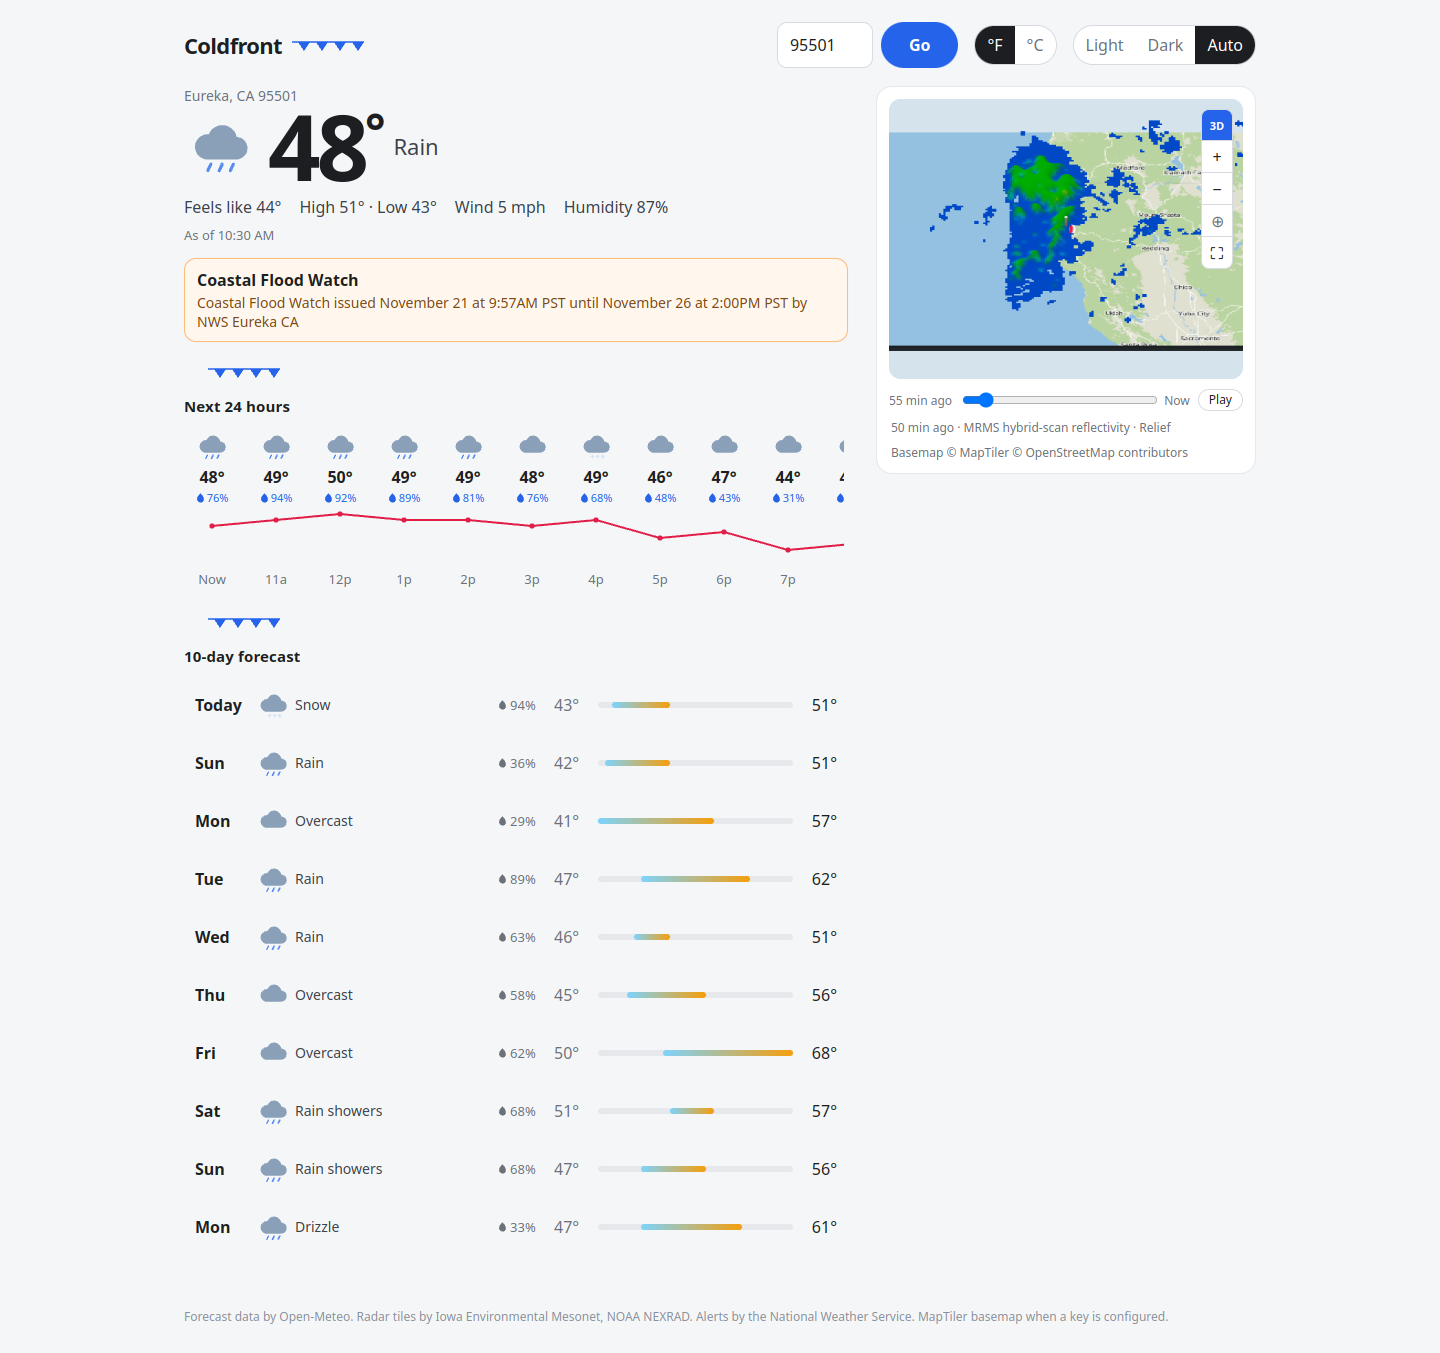 Coldfront
95501
Go
°F
°C
Light
Dark
Auto
Eureka, CA 95501
48°
Rain
Feels like 44° High 51° · Low 43° Wind 5 mph Humidity 87%
As of 10:30 AM
Coastal Flood Watch
Coastal Flood Watch issued November 21 at 9:57AM PST until November 26 at 2:00PM PST by
NWS Eureka CA
3D
+
−
Medford
Mount Shasta
Redding
Chico
Ukiah
Yuba City
Sacramento
55 min ago
Now
Play
50 min ago · MRMS hybrid-scan reflectivity · Relief
Basemap © MapTiler © OpenStreetMap contributors
Next 24 hours
48° 49° 50° 49° 49° 48° 49° 46° 47° 44°
76% 94% 92% 89% 81% 76% 68% 48% 43% 31%
Now 11a 12p 1p 2p 3p 4p 5p 6p 7p
10-day forecast
Today Snow 94% 43° 51°
Sun Rain 36% 42° 51°
Mon Overcast 29% 41° 57°
Tue Rain 89% 47° 62°
Wed Rain 63% 46° 51°
Thu Overcast 58% 45° 56°
Fri Overcast 62% 50° 68°
Sat Rain showers 68% 51° 57°
Sun Rain showers 68% 47° 56°
Mon Drizzle 33% 47° 61°
Forecast data by Open-Meteo. Radar tiles by Iowa Environmental Mesonet, NOAA NEXRAD. Alerts by the National Weather Service. MapTiler basemap when a key is configured.